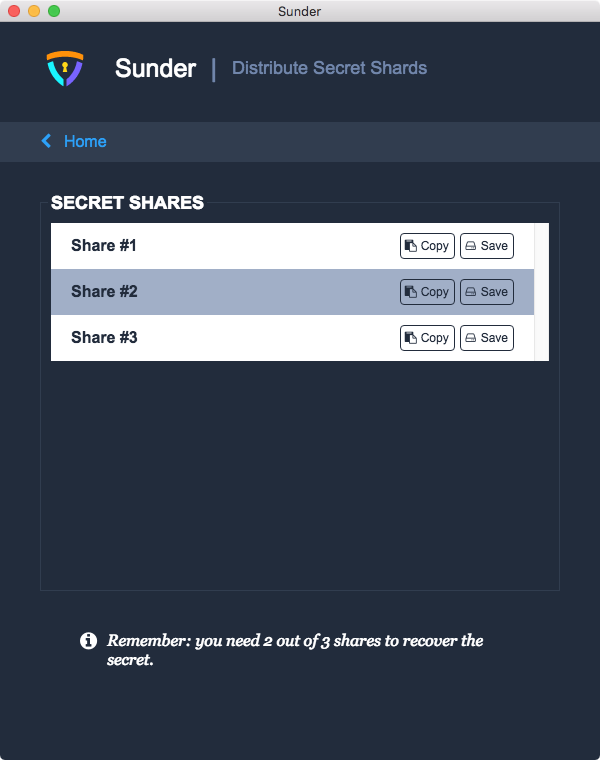 Sunder
Sunder | Distribute Secret Shards
Home
SECRET SHARES
Share #1 Copy Save
Share #2 Copy Save
Share #3 Copy Save
Remember: you need 2 out of 3 shares to recover the
secret.